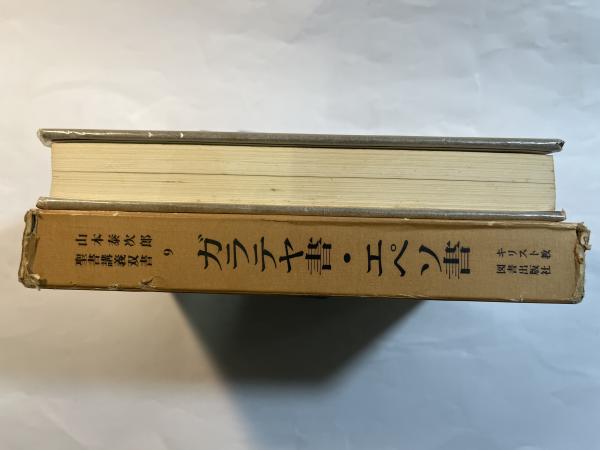 山本泰次郎
聖書講義双書 9
ガラテヤ書・エペソ書
キリスト教
図書出版社